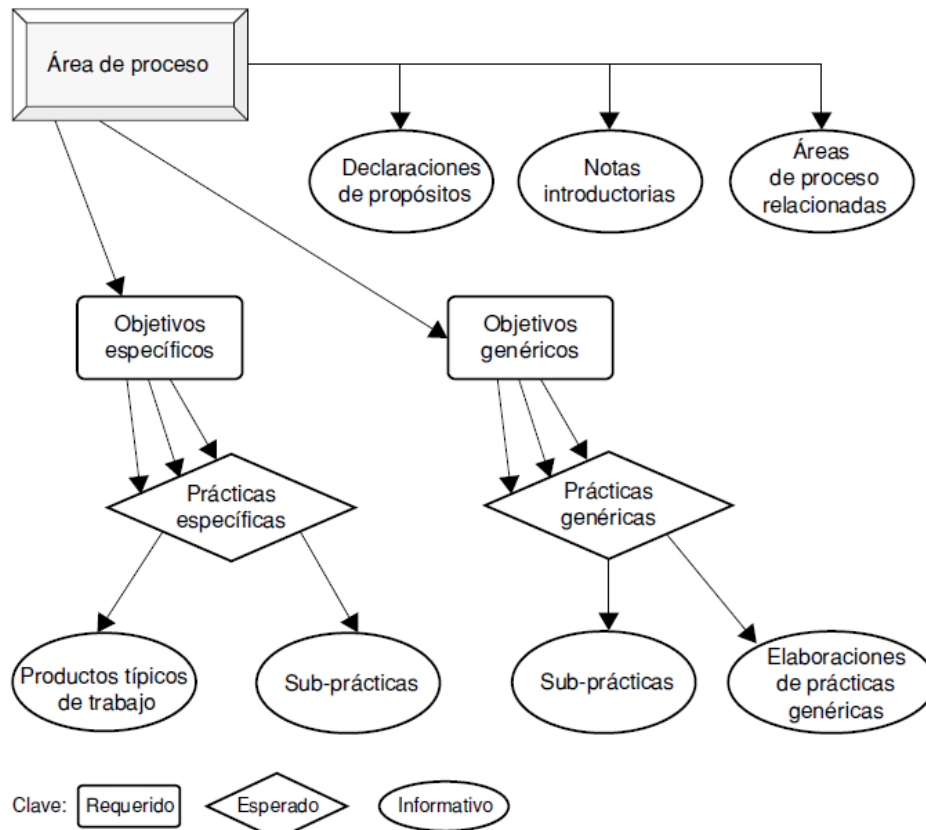 Área de proceso
Declaraciones
de propósitos
Notas
introductorias
Áreas
de proceso
relacionadas
Objetivos
específicos
Objetivos
genéricos
Prácticas
específicas
Prácticas
genéricas
Productos típicos
de trabajo
Sub-prácticas
Sub-prácticas
Elaboraciones
de prácticas
genéricas
Clave:
Requerido
Esperado
Informativo